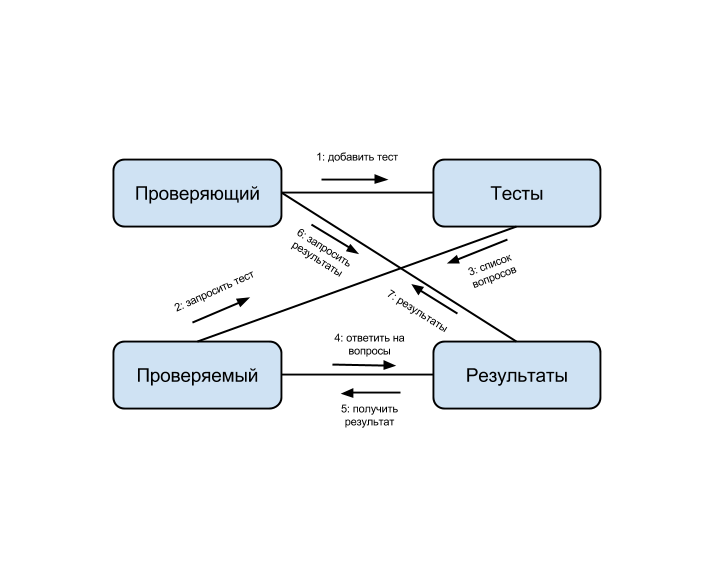 1: добавить тест
Проверяющий
Тесты
6: запросить
результаты
3: список
вопросов
2: запросить тест
7: результаты
4: ответить на
вопросы
Проверяемый
Результаты
5: получить
результат